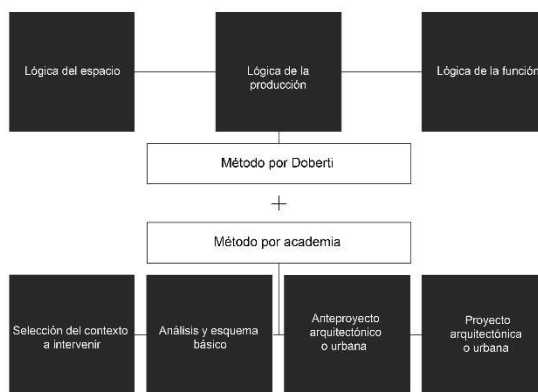 Lógica del espacio
Lógica de la
producción
Lógica de la función
Método por Doberti
+
Método por academia
Selección del contexto
a intervenir
Análisis y esquema
básico
Anteproyecto
arquitectónico
o urbana
Proyecto
arquitectónica
o urbana